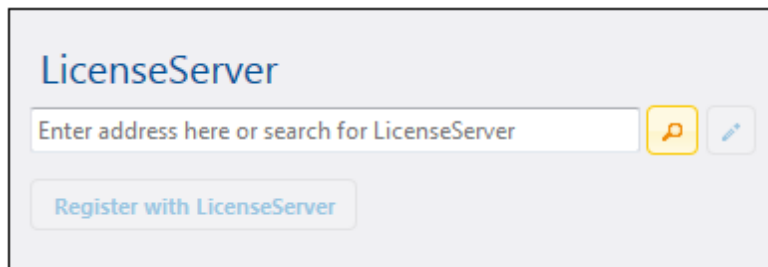 LicenseServer
Enter address here or search for LicenseServer
Register with LicenseServer